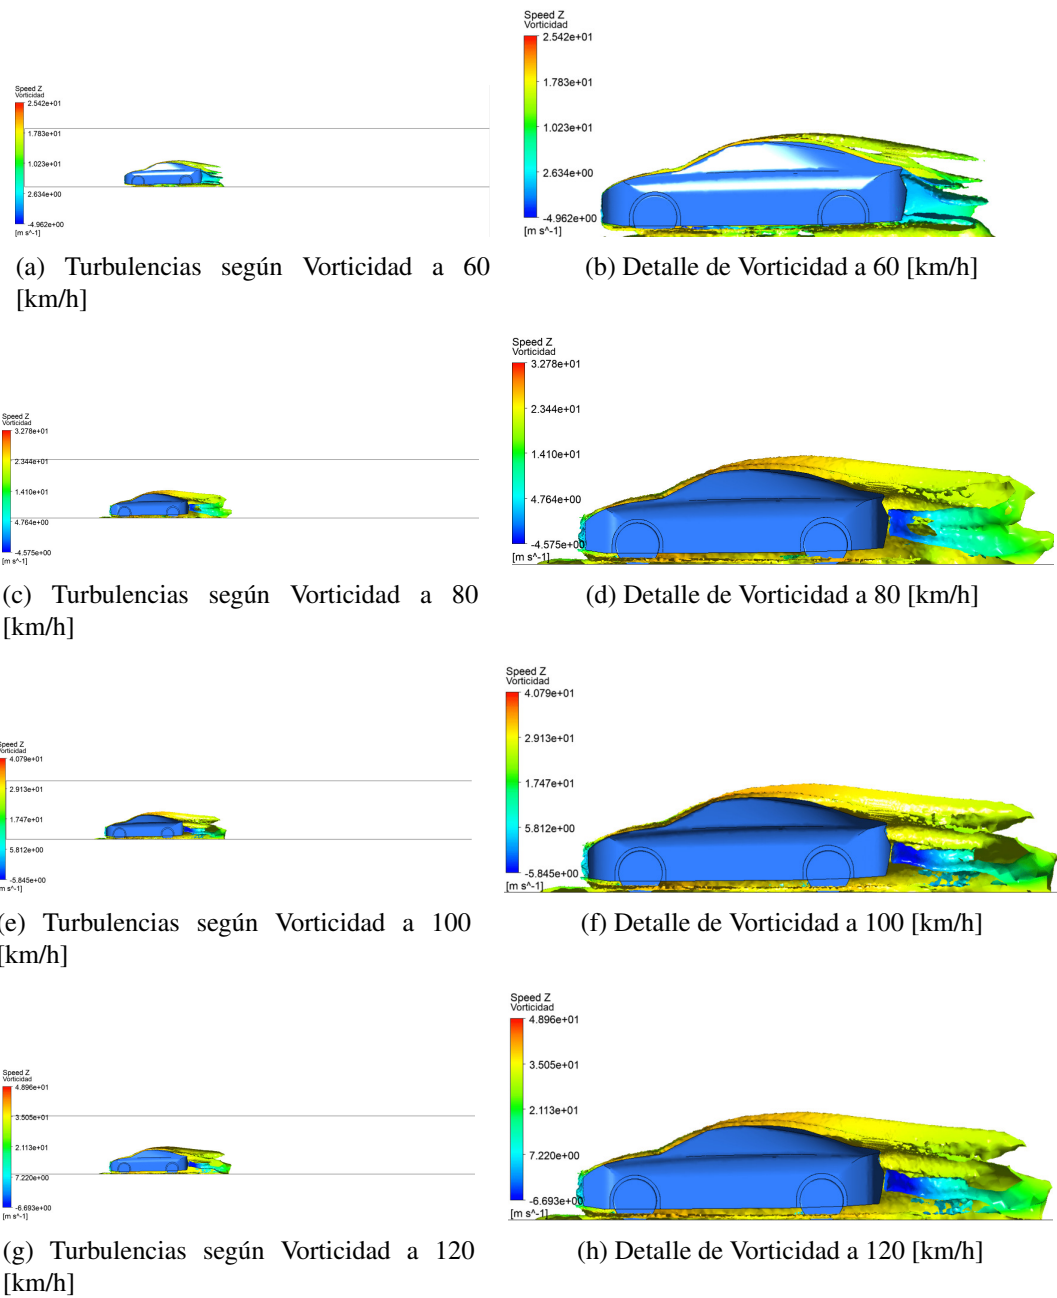 Speed Z
Vorticidad
2.542e+01
1.783e+01
1.023e+01
2.634e+00
-4.962e+00
[m s^-1]
(a) Turbulencias según Vorticidad a 60
[km/h]
Speed Z
Vorticidad
2.542e+01
1.783e+01
1.023e+01
2.634e+00
-4.962e+00
[m s^-1]
(b) Detalle de Vorticidad a 60 [km/h]
Speed Z
Vorticidad
3.278e+01
2.344e+01
1.410e+01
4.764e+00
-4.575e+00
[m s^-1]
(c) Turbulencias según Vorticidad a 80
[km/h]
Speed Z
Vorticidad
3.278e+01
2.344e+01
1.410e+01
4.764e+00
-4.575e+00
[m s^-1]
(d) Detalle de Vorticidad a 80 [km/h]
Speed Z
Vorticidad
4.079e+01
2.913e+01
1.747e+01
5.812e+00
-5.845e+00
[m s^-1]
(e) Turbulencias según Vorticidad a 100
[km/h]
Speed Z
Vorticidad
4.079e+01
2.913e+01
1.747e+01
5.812e+00
-5.845e+00
[m s^-1]
(f) Detalle de Vorticidad a 100 [km/h]
Speed Z
Vorticidad
4.896e+01
3.505e+01
2.113e+01
7.220e+00
-6.693e+00
[m s^-1]
(g) Turbulencias según Vorticidad a 120
[km/h]
Speed Z
Vorticidad
4.896e+01
3.505e+01
2.113e+01
7.220e+00
-6.693e+00
[m s^-1]
(h) Detalle de Vorticidad a 120 [km/h]